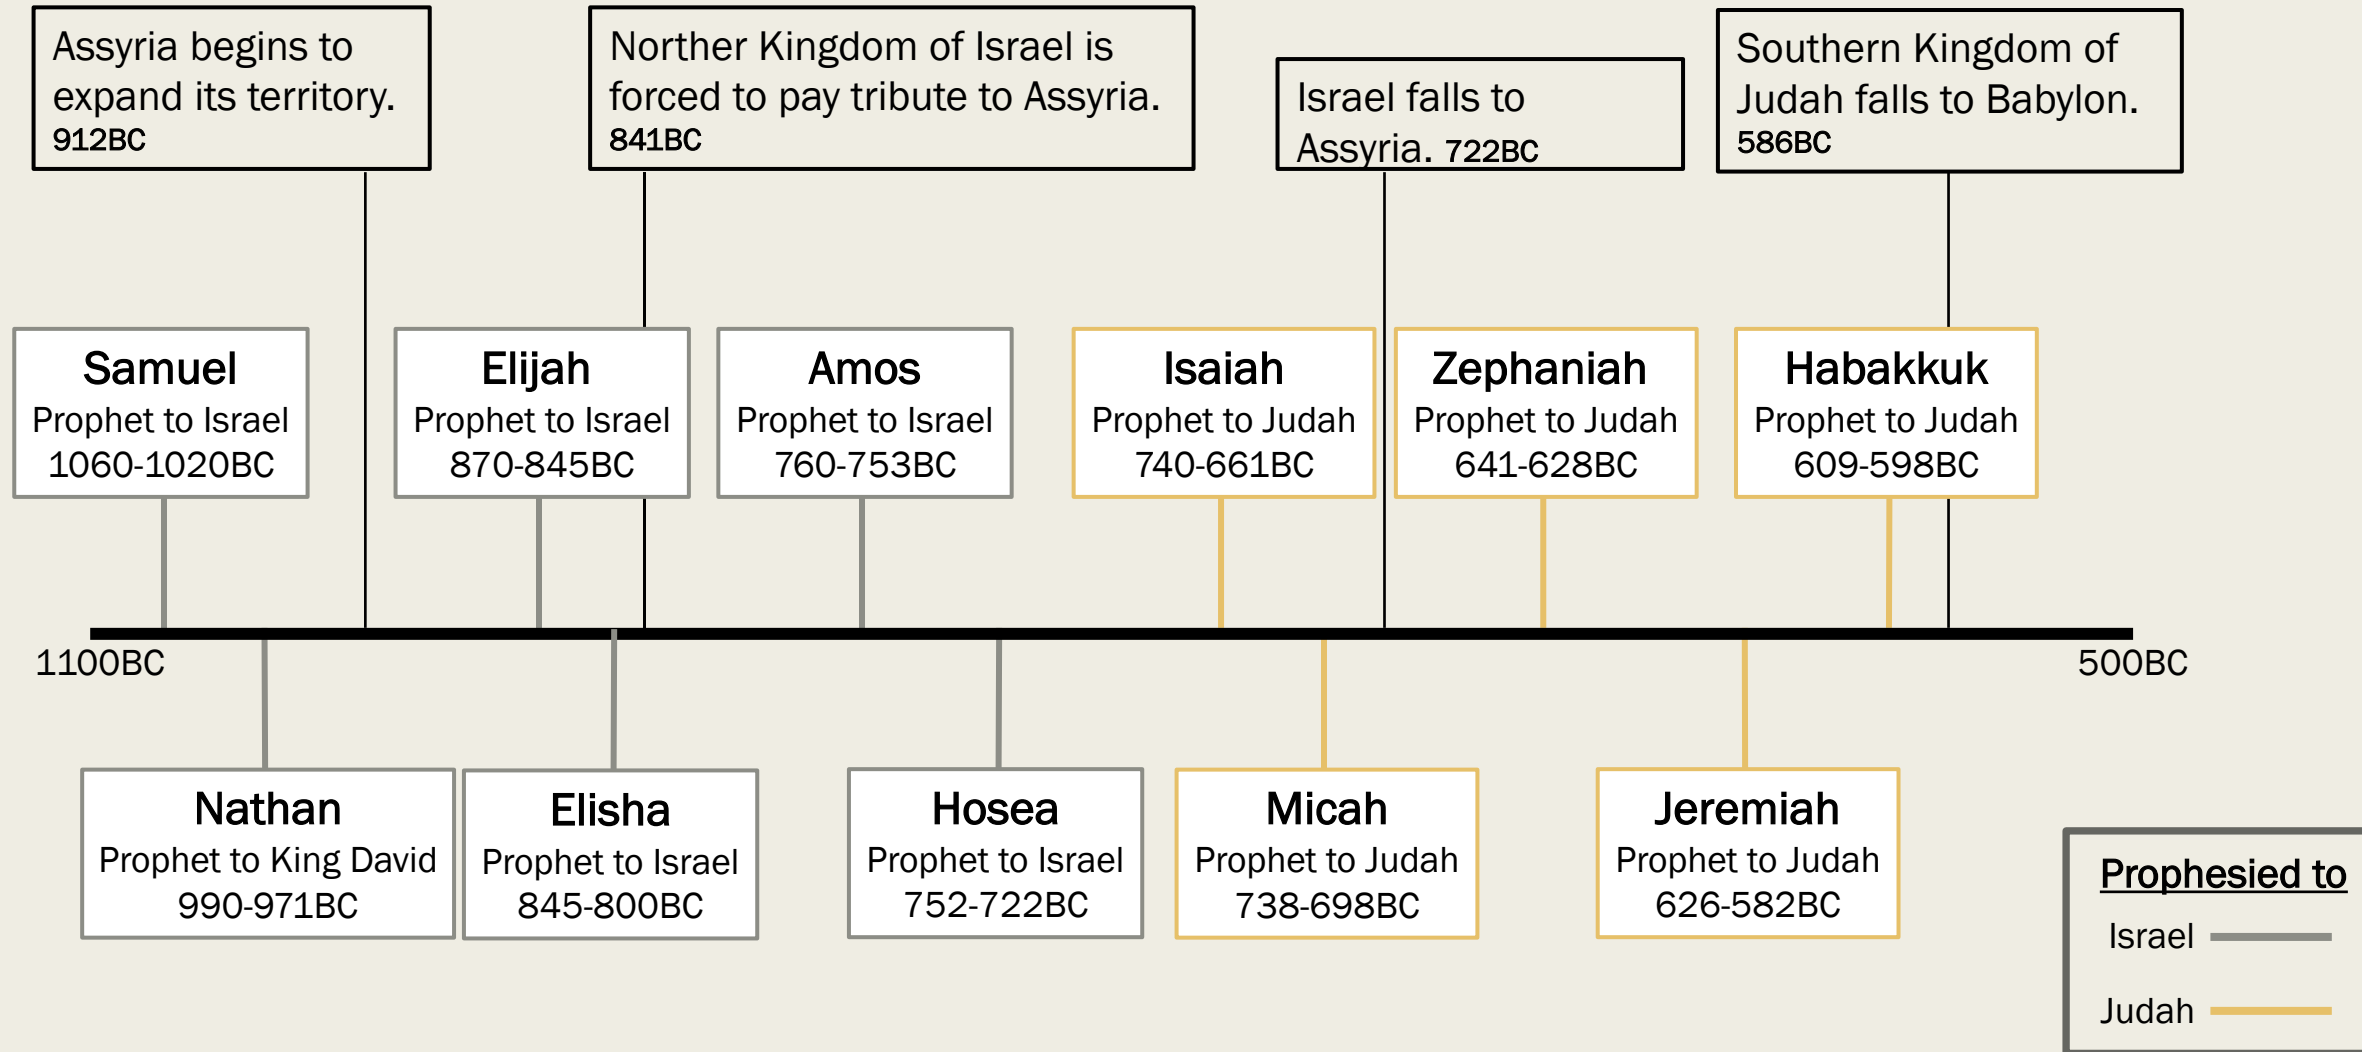 Assyria begins to
expand its territory.
912BC
Norther Kingdom of Israel is
forced to pay tribute to Assyria.
841BC
Israel falls to
Assyria. 722BC
Southern Kingdom of
Judah falls to Babylon.
586BC
Samuel
Prophet to Israel
1060-1020BC
Elijah
Prophet to Israel
870-845BC
Amos
Prophet to Israel
760-753BC
Isaiah
Prophet to Judah
740-661BC
Zephaniah
Prophet to Judah
641-628BC
Habakkuk
Prophet to Judah
609-598BC
1100BC
500BC
Nathan
Prophet to King David
990-971BC
Elisha
Prophet to Israel
845-800BC
Hosea
Prophet to Israel
752-722BC
Micah
Prophet to Judah
738-698BC
Jeremiah
Prophet to Judah
626-582BC
Prophesied to
Israel
Judah